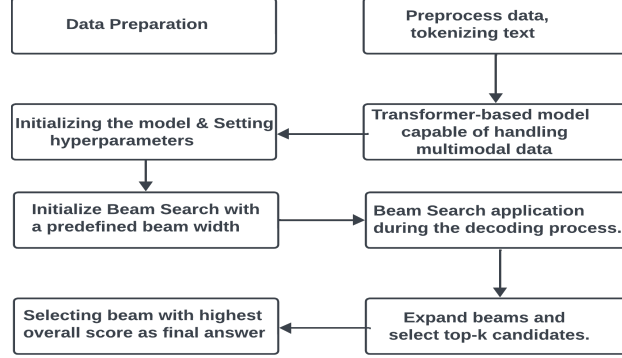 Data Preparation
Preprocess data,
tokenizing text
Initializing the model & Setting
hyperparameters
Transformer-based model
capable of handling
multimodal data
Initialize Beam Search with
a predefined beam width
Beam Search application
during the decoding process.
Selecting beam with highest
overall score as final answer
Expand beams and
select top-k candidates.